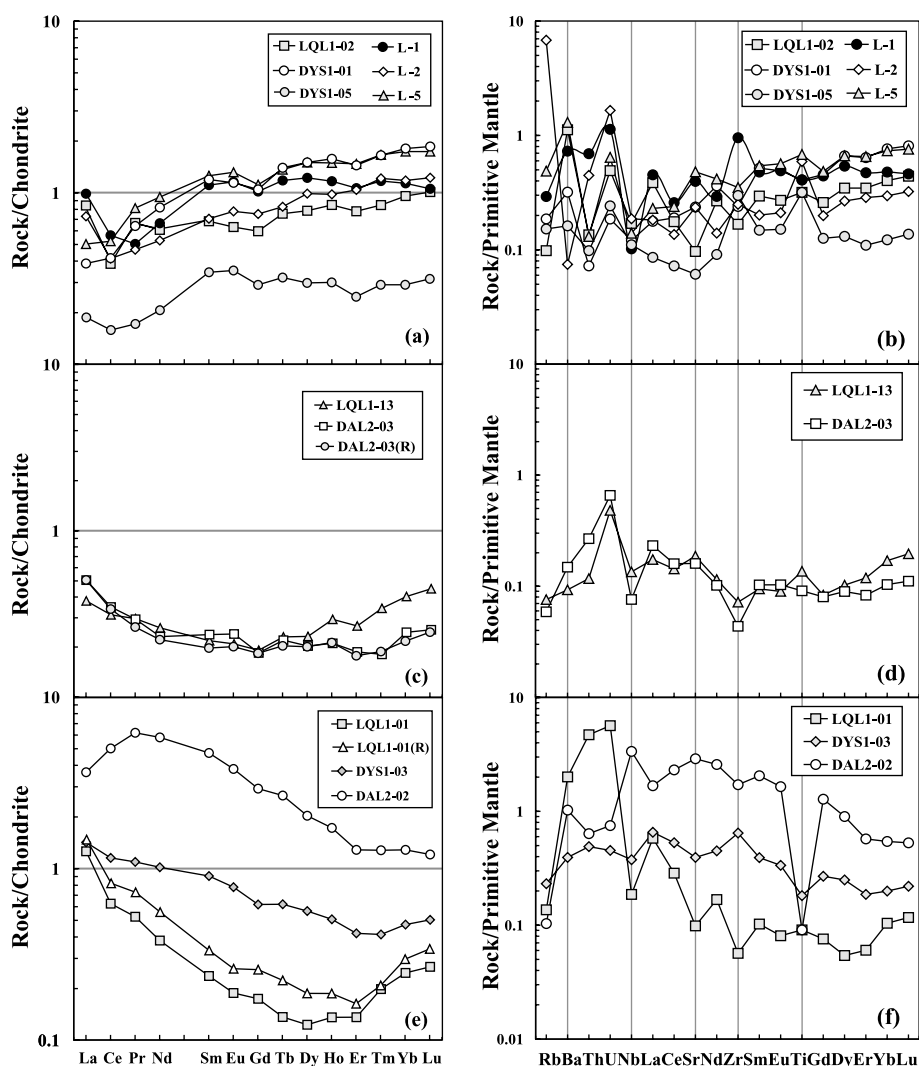 10
LQL1-02 L-1
DYS1-01 L-2
DYS1-05 L-5
Rock/Chondrite
1
(a)
10
LQL1-02 L-1
DYS1-01 L-2
DYS1-05 L-5
Rock/Primitive Mantle
1
0.1
(b)
10
LQL1-13
DAL2-03
DAL2-03(R)
Rock/Chondrite
1
(c)
10
LQL1-13
DAL2-03
Rock/Primitive Mantle
1
0.1
(d)
10
LQL1-01
LQL1-01(R)
DYS1-03
DAL2-02
Rock/Chondrite
1
0.1
(e)
La Ce Pr Nd Sm Eu Gd Tb Dy Ho Er Tm Yb Lu
10
LQL1-01
DYS1-03
DAL2-02
Rock/Primitive Mantle
1
0.1
0.01
(f)
RbBaThUNbLaCeSrNdZrSmEuTiGdDyErYbLu